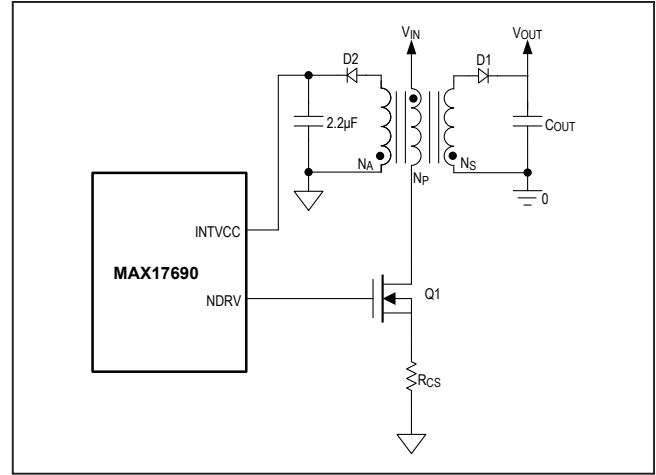 VIN
VOUT
D2
D1
2.2µF
COUT
NA
NP
NS
0
INTVCC
MAX17690
NDRV
Q1
RCS